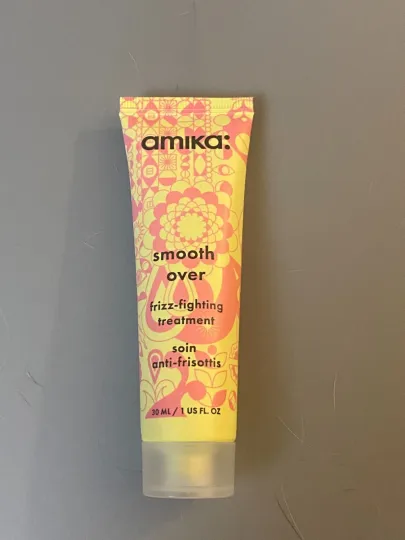 amika:
smooth
over
frizz-fighting
treatment
soin
anti-frisottis
30 ML / 1 US FL. OZ